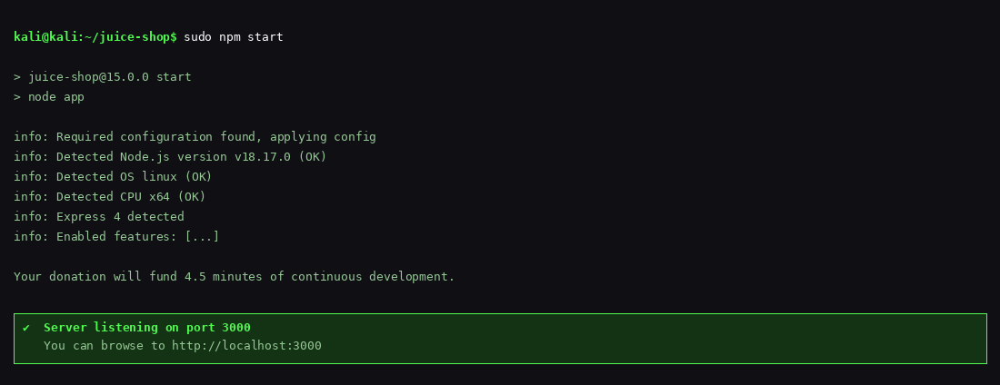 kali@kali:~/juice-shop$ sudo npm start
> juice-shop@15.0.0 start
> node app
info: Required configuration found, applying config
info: Detected Node.js version v18.17.0 (OK)
info: Detected OS linux (OK)
info: Detected CPU x64 (OK)
info: Express 4 detected
info: Enabled features: [...]
Your donation will fund 4.5 minutes of continuous development.
✔ Server listening on port 3000
You can browse to http://localhost:3000